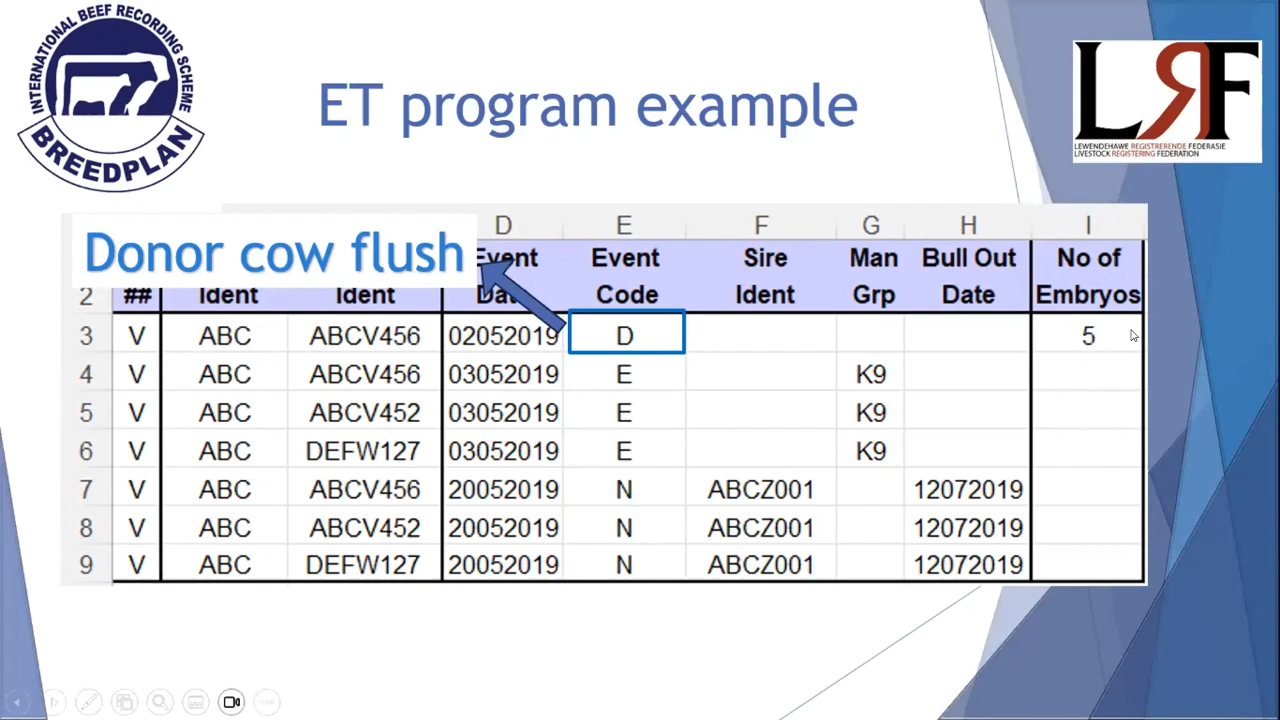 INTERNATIONAL BEEF RECORDING SCHEME
BREEDPLAN
ET program example
LRF
LEWENDEHAWE REGISTRERENDE FEDERASIE
LIVESTOCK REGISTERING FEDERATION
Donor cow flush
D E F G H I
Event Event Sire Man Bull Out No of
2 ## Ident Ident Date Code Ident Grp Date Embryos
3 V ABC ABCV456 02052019 D 5
4 V ABC ABCV456 03052019 E K9
5 V ABC ABCV452 03052019 E K9
6 V ABC DEFW127 03052019 E K9
7 V ABC ABCV456 20052019 N ABCZ001 12072019
8 V ABC ABCV452 20052019 N ABCZ001 12072019
9 V ABC DEFW127 20052019 N ABCZ001 12072019